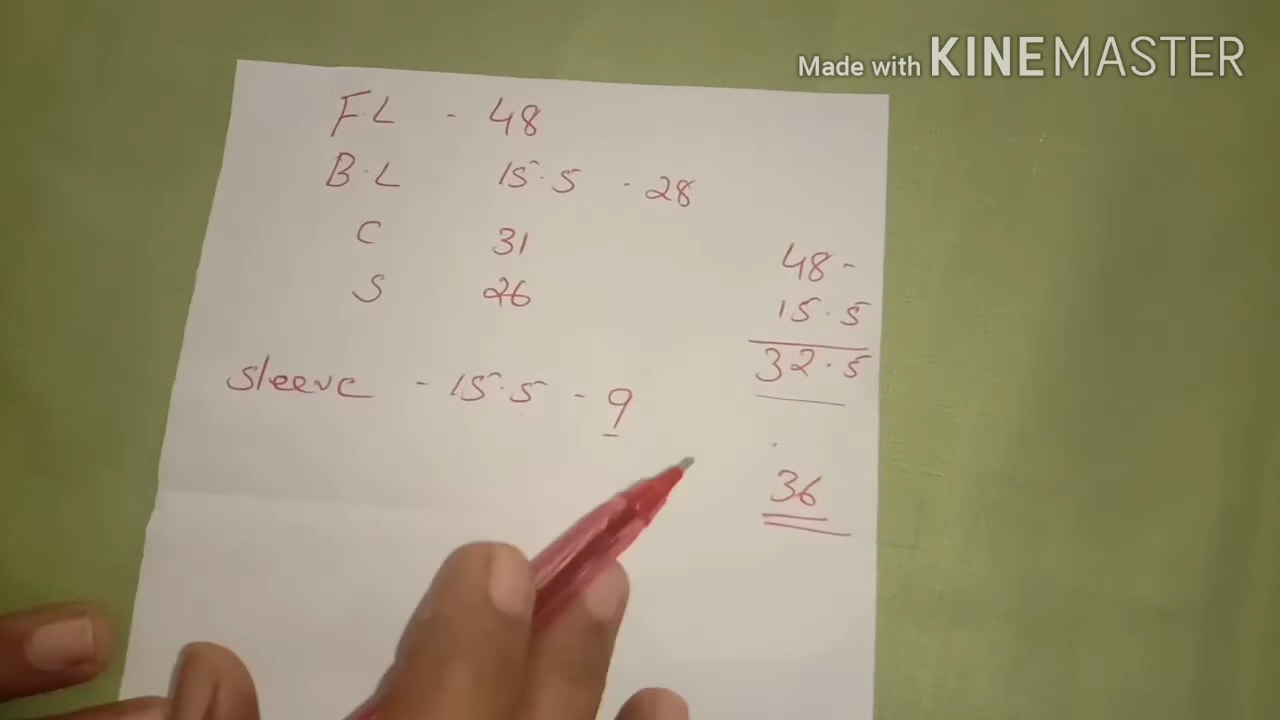 Made with KINEMASTER
F.L - 48
B.L 15.5 - 28
C 31
S 26
sleeve - 15.5 - 9
48 -
15.5
32.5
36